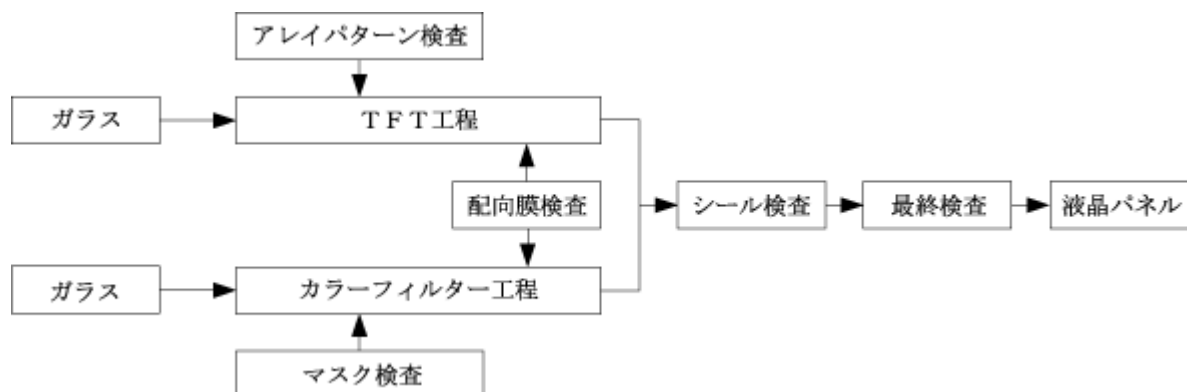 アレイパターン検査
ガラス
TFT工程
配向膜検査
シール検査
最終検査
液晶パネル
ガラス
カラーフィルター工程
マスク検査